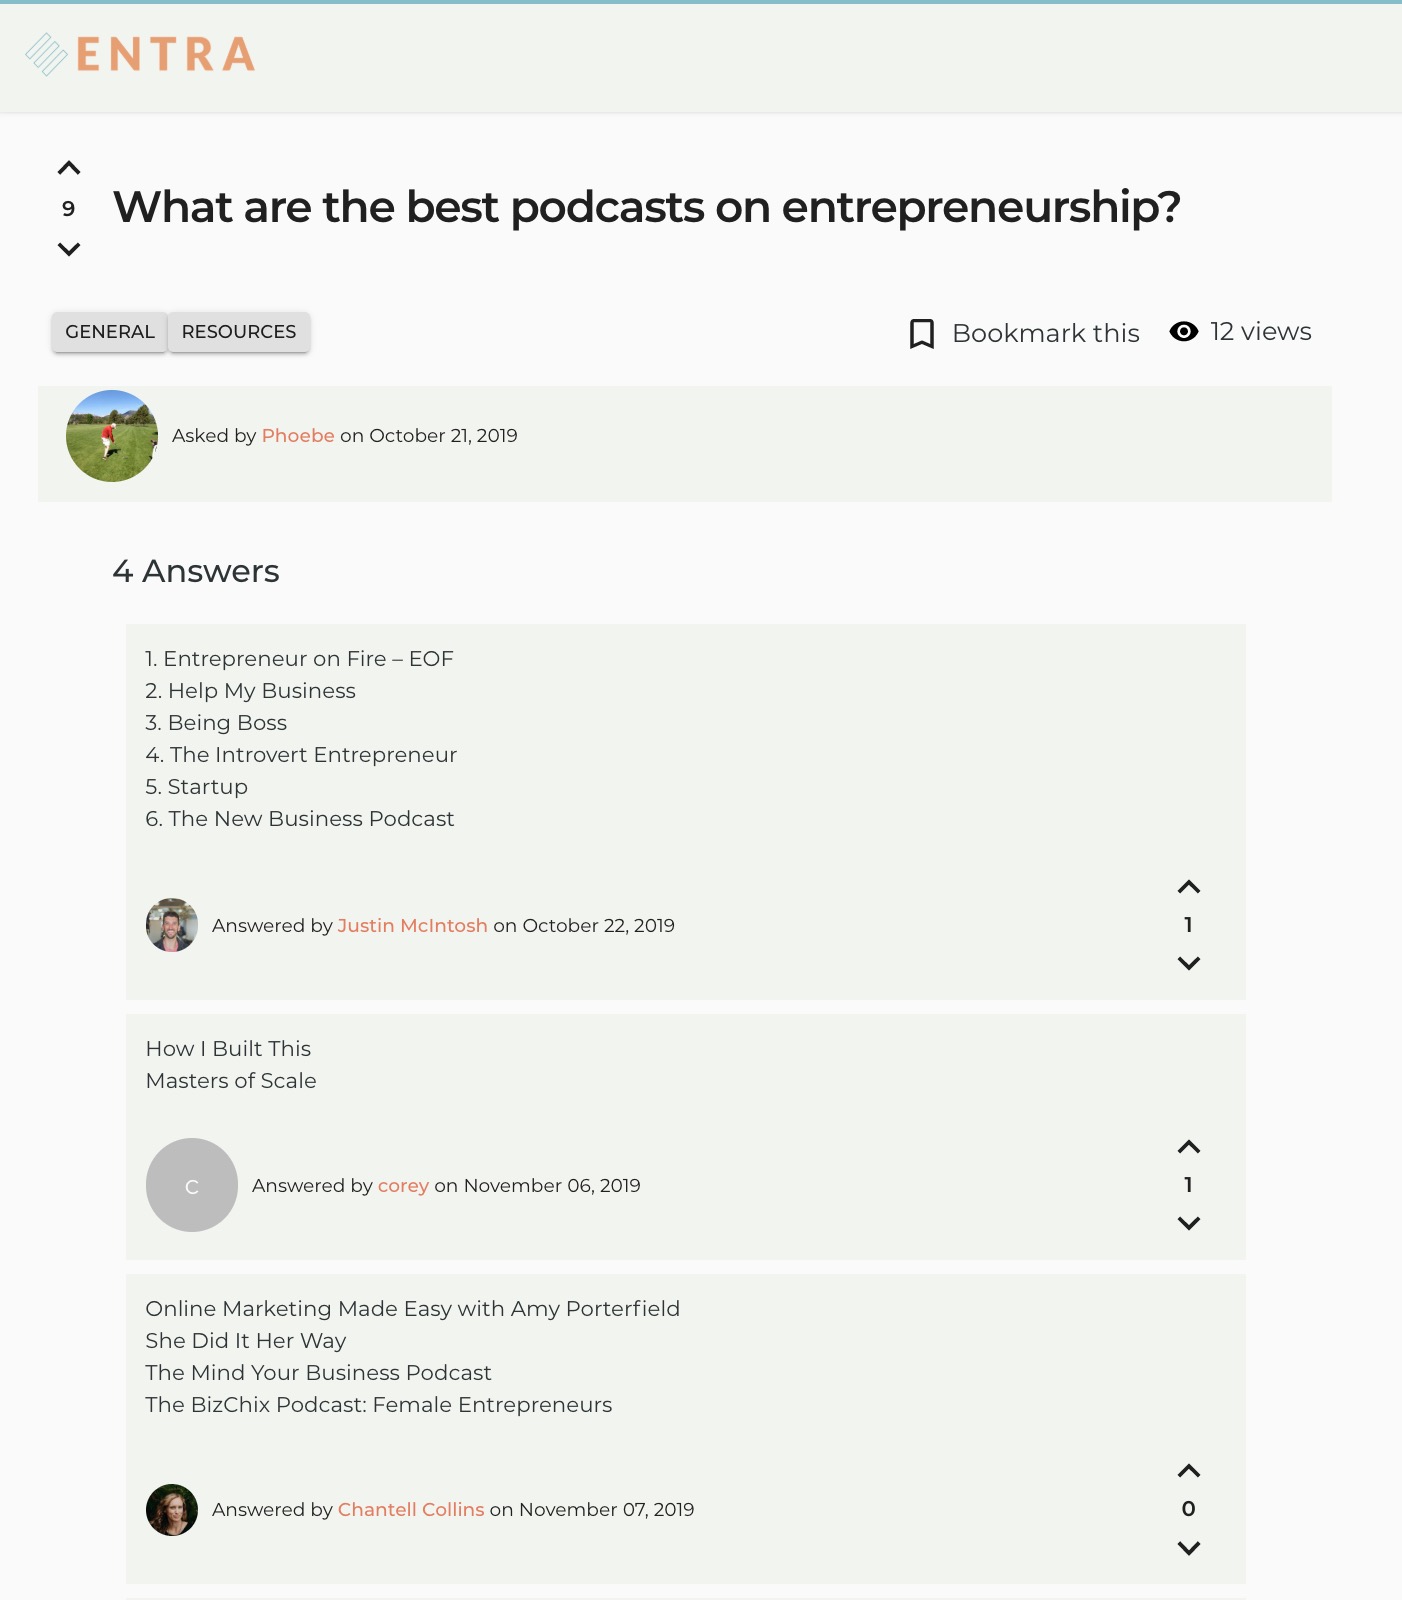 ENTRA
9
What are the best podcasts on entrepreneurship?
GENERAL RESOURCES
Bookmark this 12 views
Asked by Phoebe on October 21, 2019
4 Answers
1. Entrepreneur on Fire – EOF
2. Help My Business
3. Being Boss
4. The Introvert Entrepreneur
5. Startup
6. The New Business Podcast
Answered by Justin McIntosh on October 22, 2019
1
How I Built This
Masters of Scale
C
Answered by corey on November 06, 2019
1
Online Marketing Made Easy with Amy Porterfield
She Did It Her Way
The Mind Your Business Podcast
The BizChix Podcast: Female Entrepreneurs
Answered by Chantell Collins on November 07, 2019
0